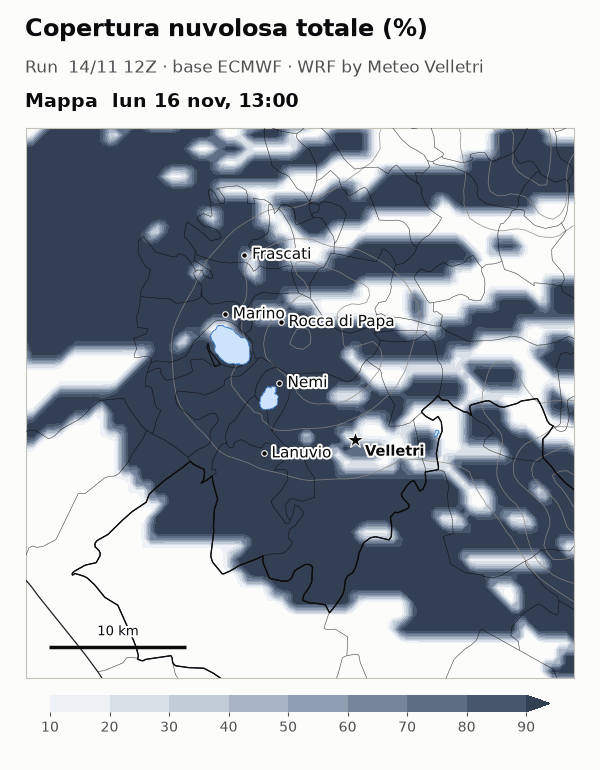 Copertura nuvolosa totale (%)
Run 14/11 12Z · base ECMWF · WRF by Meteo Velletri
Mappa lun 16 nov, 13:00
Frascati
Marino
Rocca di Papa
Nemi
Velletri
Lanuvio
10 km
10 20 30 40 50 60 70 80 90